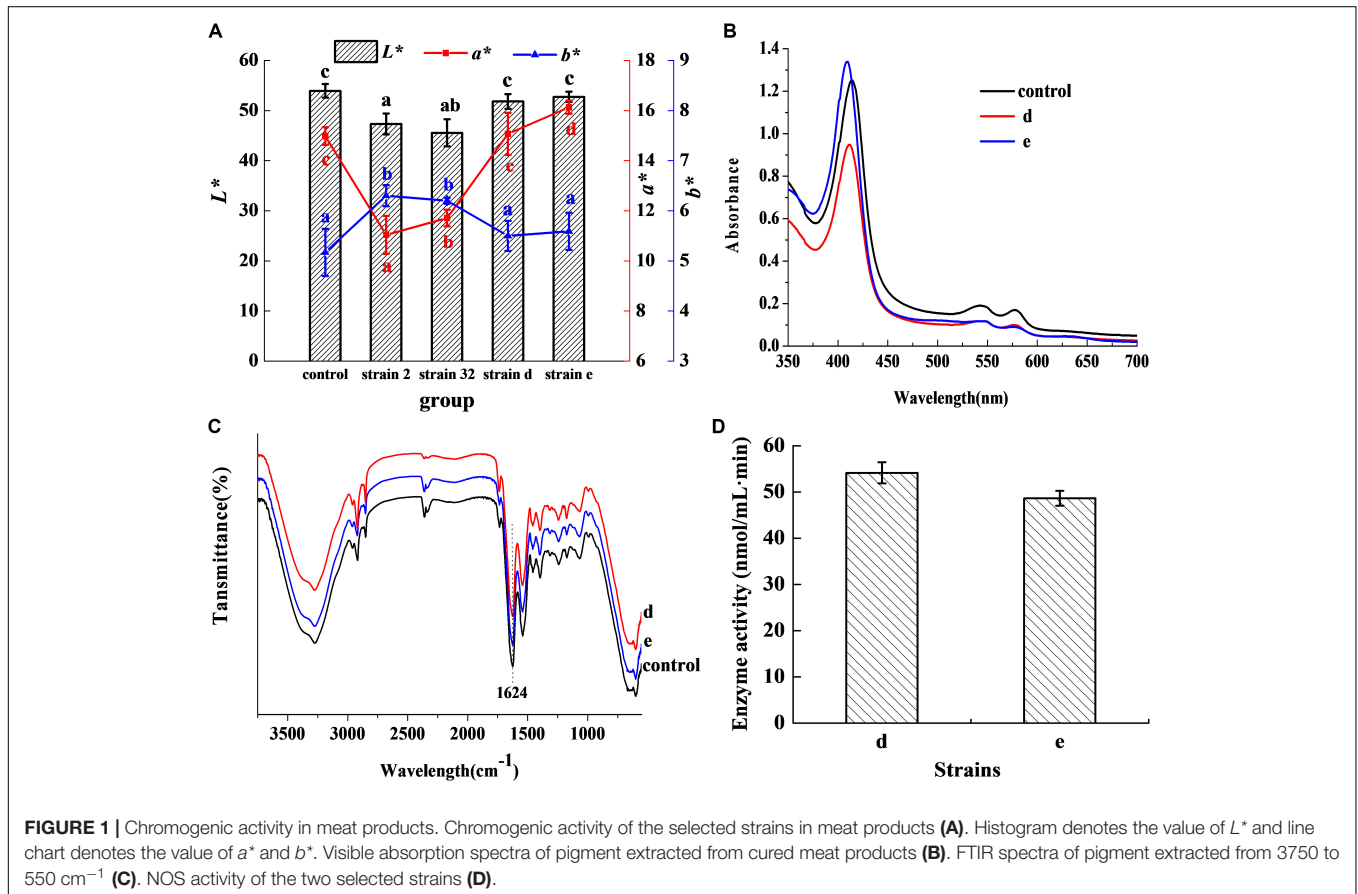 A
L* a* b*
60 18 9
50 16 8
40 14 7
30 12 6
20 10 5
10 8 4
0 6 3
L*
a*
b*
c a ab c c
c a b c d
a b b a a
control strain 2 strain 32 strain d strain e
group
B
1.4
1.2
1.0
0.8
0.6
0.4
0.2
0.0
Absorbance
control
d
e
350 400 450 500 550 600 650 700
Wavelength(nm)
C
Tansmittance(%)
d
e
control
1624
3500 3000 2500 2000 1500 1000
Wavelength(cm-1)
D
60
50
40
30
20
10
0
Enzyme activity (nmol/mL·min)
d e
Strains
FIGURE 1 | Chromogenic activity in meat products. Chromogenic activity of the selected strains in meat products (A). Histogram denotes the value of L* and line
chart denotes the value of a* and b*. Visible absorption spectra of pigment extracted from cured meat products (B). FTIR spectra of pigment extracted from 3750 to
550 cm−1 (C). NOS activity of the two selected strains (D).